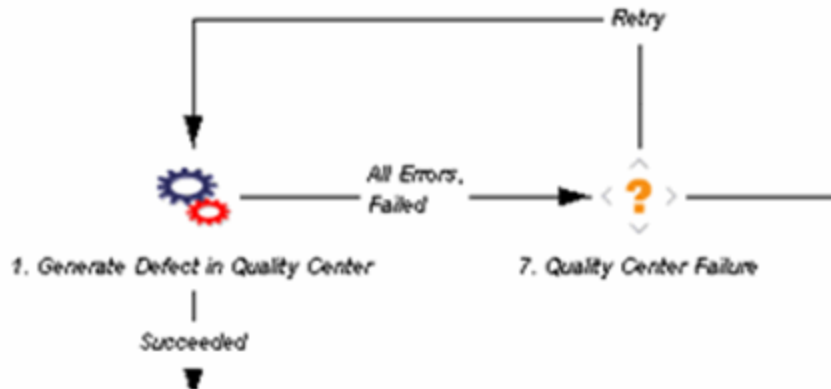 Retry
All Errors,
Failed
?
1. Generate Defect in Quality Center
7. Quality Center Failure
Succeeded